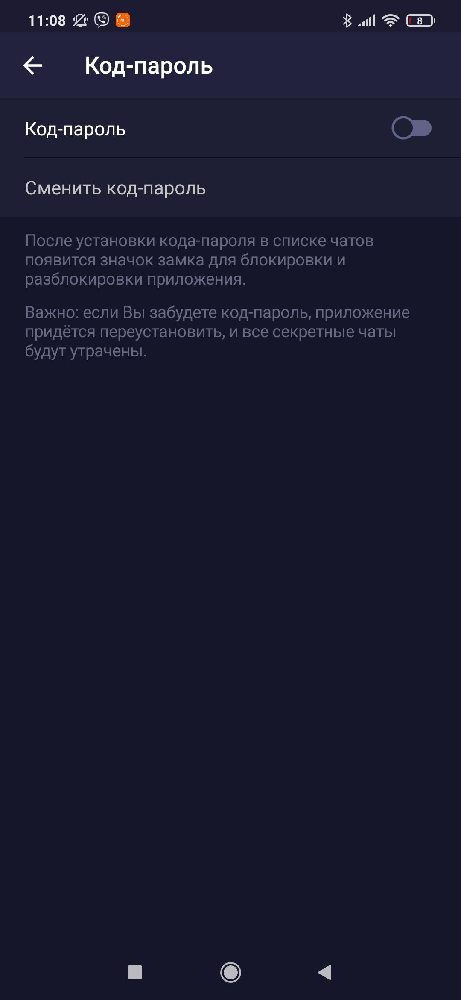 11:08
8
Код-пароль
Код-пароль
Сменить код-пароль
После установки кода-пароля в списке чатов
появится значок замка для блокировки и
разблокировки приложения.
Важно: если Вы забудете код-пароль, приложение
придётся переустановить, и все секретные чаты
будут утрачены.